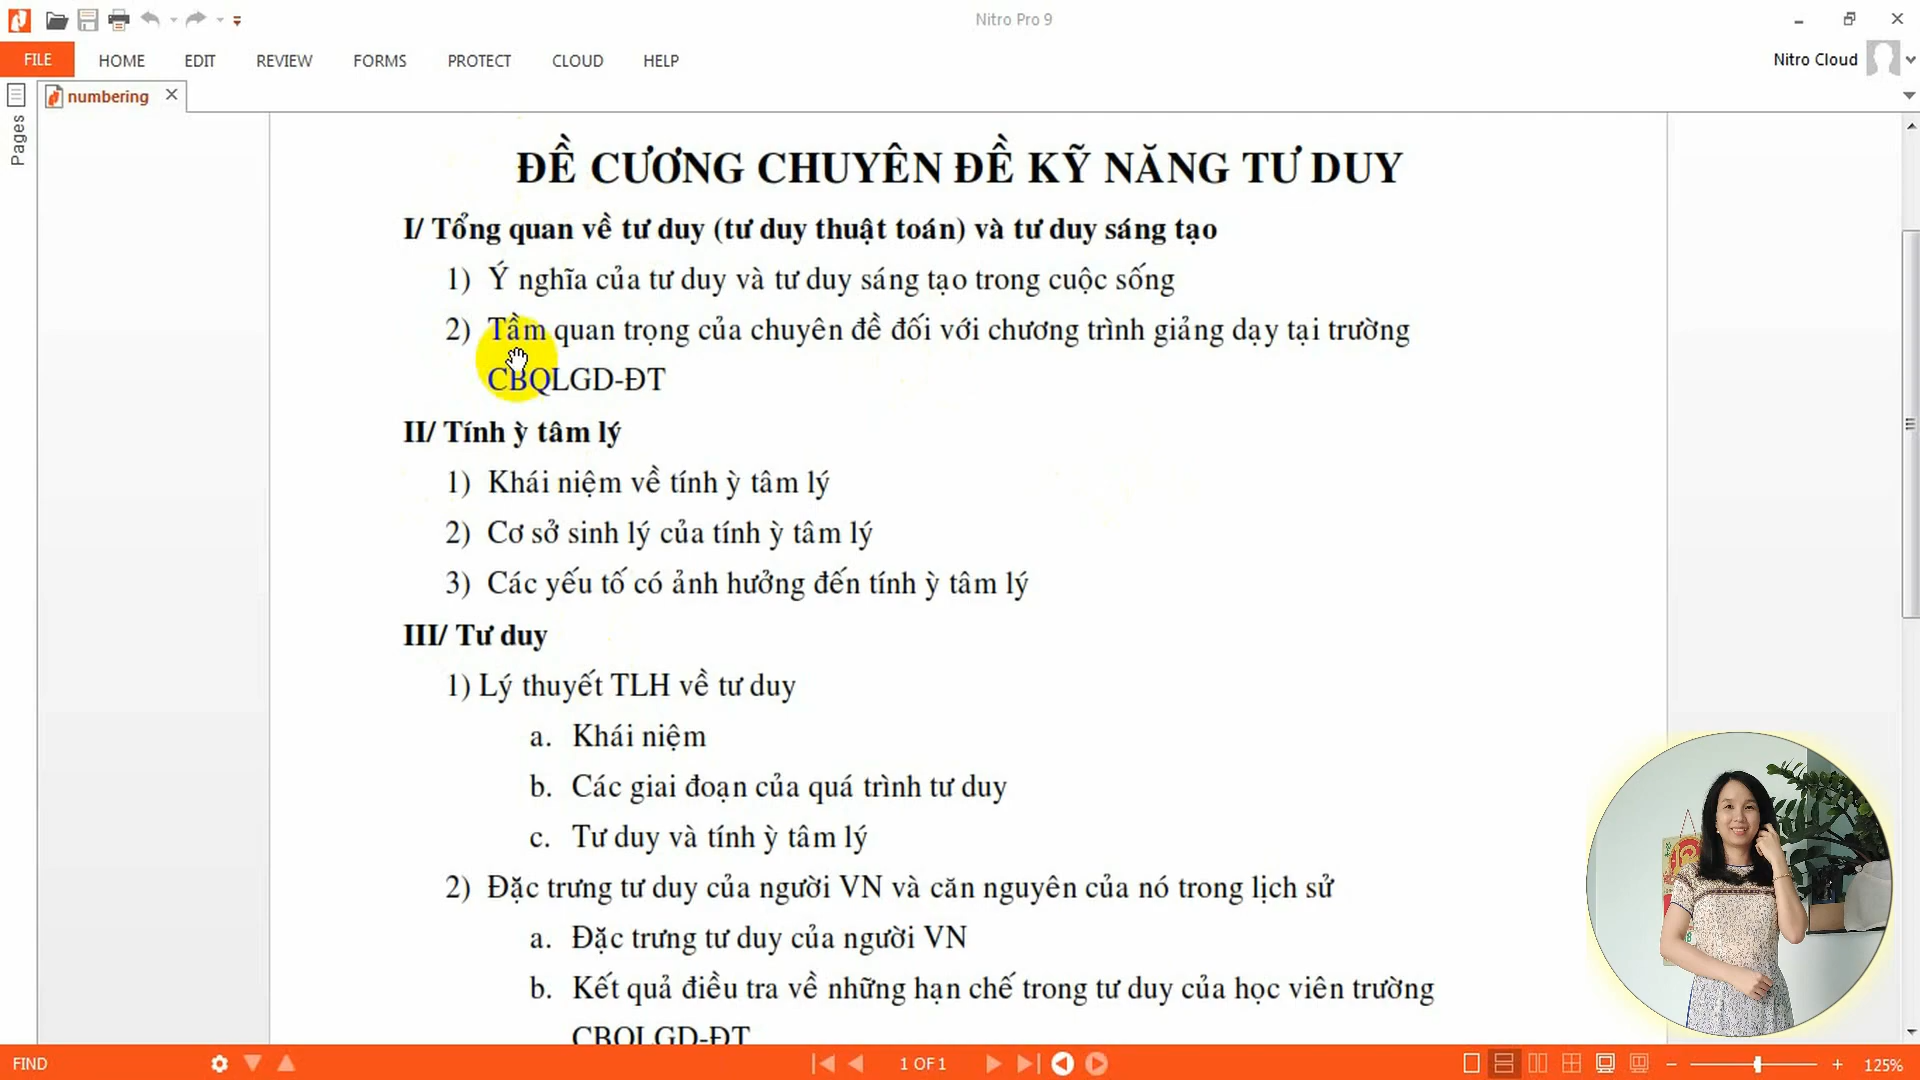 Nitro Pro 9
FILE HOME EDIT REVIEW FORMS PROTECT CLOUD HELP
Nitro Cloud
numbering
Pages
ĐỀ CƯƠNG CHUYÊN ĐỀ KỸ NĂNG TƯ DUY
I/ Tổng quan về tư duy (tư duy thuật toán) và tư duy sáng tạo
1) Ý nghĩa của tư duy và tư duy sáng tạo trong cuộc sống
2) Tầm quan trọng của chuyên đề đối với chương trình giảng dạy tại trường
CBQLGD-ĐT
II/ Tính ỳ tâm lý
1) Khái niệm về tính ỳ tâm lý
2) Cơ sở sinh lý của tính ỳ tâm lý
3) Các yếu tố có ảnh hưởng đến tính ỳ tâm lý
III/ Tư duy
1) Lý thuyết TLH về tư duy
a. Khái niệm
b. Các giai đoạn của quá trình tư duy
c. Tư duy và tính ỳ tâm lý
2) Đặc trưng tư duy của người VN và căn nguyên của nó trong lịch sử
a. Đặc trưng tư duy của người VN
b. Kết quả điều tra về những hạn chế trong tư duy của học viên trường
CBQLGD-ĐT
FIND
1 OF 1
125%